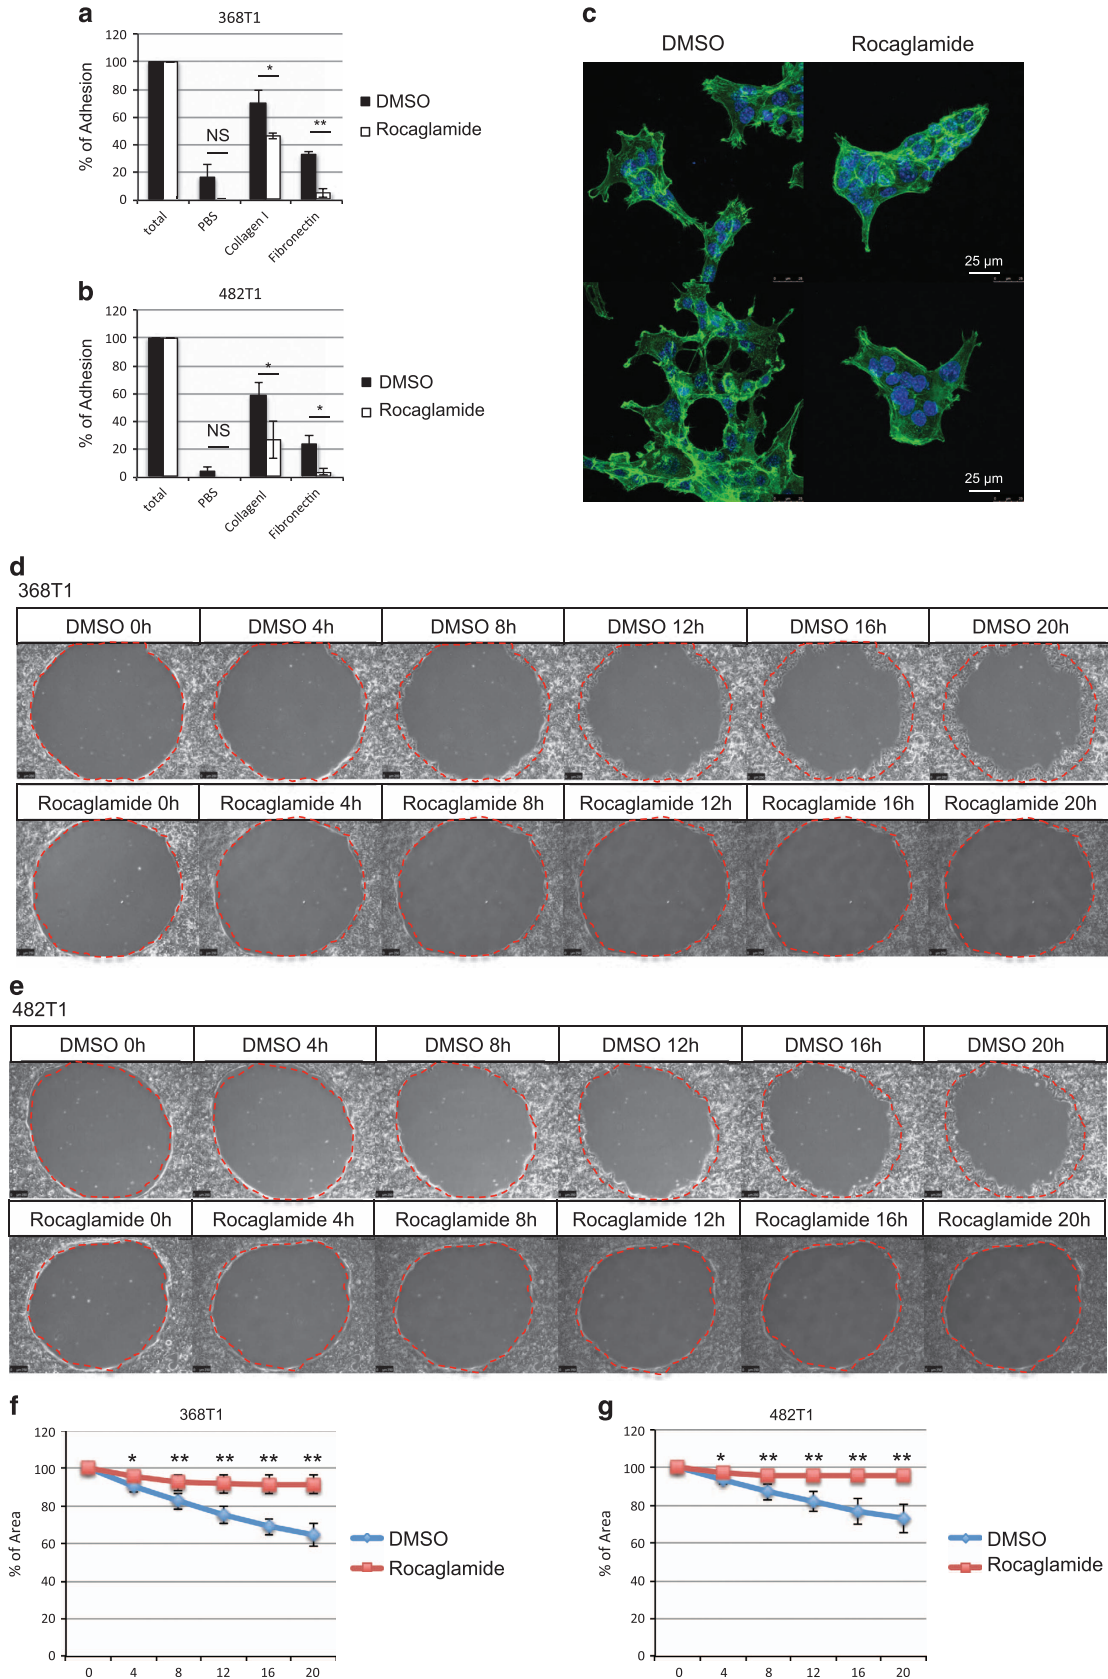 a
368T1
120
100
80
60
40
20
0
% of Adhesion
NS
*
**
total
PBS
Collagen I
Fibronectin
DMSO
Rocaglamide
b
482T1
120
100
80
60
40
20
0
% of Adhesion
NS
*
*
total
PBS
CollagenI
Fibronectin
DMSO
Rocaglamide
c
DMSO Rocaglamide
25 µm
25 µm
d
368T1
DMSO 0h DMSO 4h DMSO 8h DMSO 12h DMSO 16h DMSO 20h
Rocaglamide 0h Rocaglamide 4h Rocaglamide 8h Rocaglamide 12h Rocaglamide 16h Rocaglamide 20h
e
482T1
DMSO 0h DMSO 4h DMSO 8h DMSO 12h DMSO 16h DMSO 20h
Rocaglamide 0h Rocaglamide 4h Rocaglamide 8h Rocaglamide 12h Rocaglamide 16h Rocaglamide 20h
f
368T1
120
100
80
60
40
20
0
% of Area
* ** ** ** **
0 4 8 12 16 20
DMSO
Rocaglamide
g
482T1
120
100
80
60
40
20
0
% of Area
* ** ** ** **
0 4 8 12 16 20
DMSO
Rocaglamide